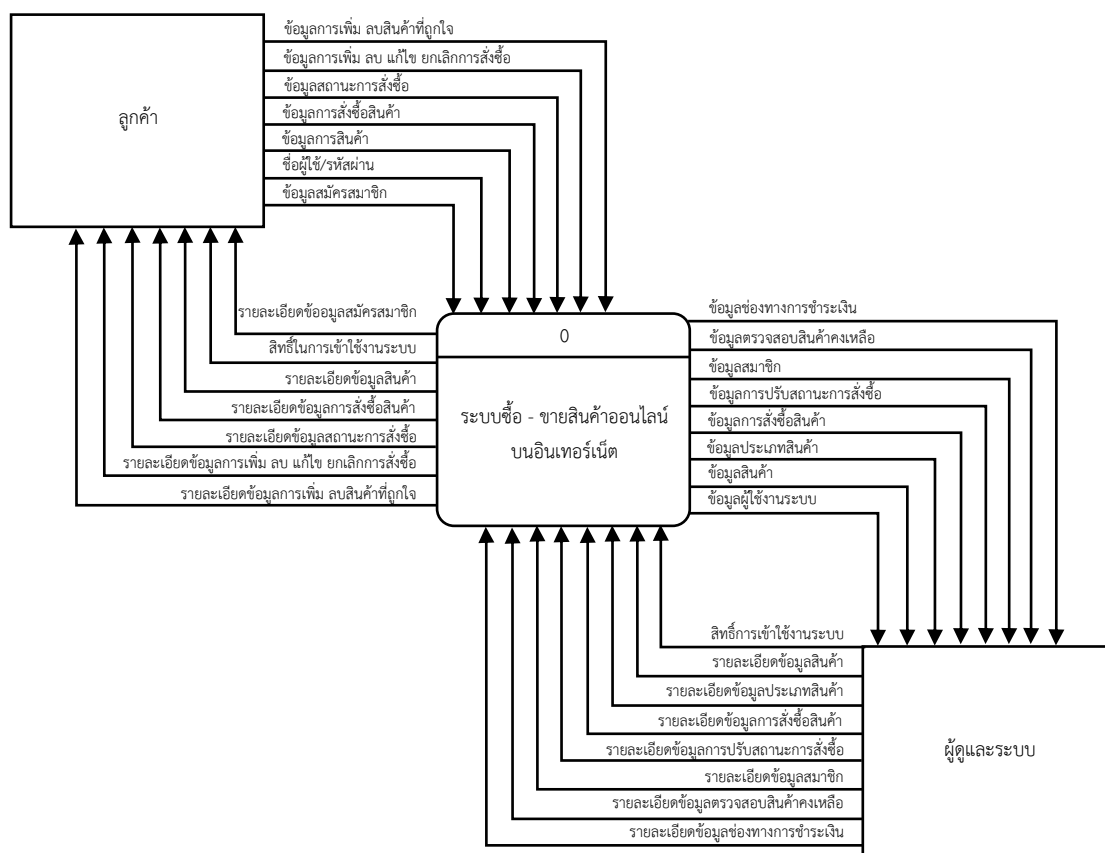 ลูกค้า
ข้อมูลการเพิ่ม ลบสินค้าที่ถูกใจ
ข้อมูลการเพิ่ม ลบ แก้ไข ยกเลิกการสั่งซื้อ
ข้อมูลสถานะการสั่งซื้อ
ข้อมูลการสั่งซื้อสินค้า
ข้อมูลการสินค้า
ชื่อผู้ใช้/รหัสผ่าน
ข้อมูลสมัครสมาชิก
รายละเอียดข้ออมูลสมัครสมาชิก
สิทธิ์ในการเข้าใช้งานระบบ
รายละเอียดข้อมูลสินค้า
รายละเอียดข้อมูลการสั่งซื้อสินค้า
รายละเอียดข้อมูลสถานะการสั่งซื้อ
รายละเอียดข้อมูลการเพิ่ม ลบ แก้ไข ยกเลิกการสั่งซื้อ
รายละเอียดข้อมูลการเพิ่ม ลบสินค้าที่ถูกใจ
0
ระบบซื้อ - ขายสินค้าออนไลน์
บนอินเทอร์เน็ต
ข้อมูลช่องทางการชำระเงิน
ข้อมูลตรวจสอบสินค้าคงเหลือ
ข้อมูลสมาชิก
ข้อมูลการปรับสถานะการสั่งซื้อ
ข้อมูลการสั่งซื้อสินค้า
ข้อมูลประเภทสินค้า
ข้อมูลสินค้า
ข้อมูลผู้ใช้งานระบบ
สิทธิ์การเข้าใช้งานระบบ
รายละเอียดข้อมูลสินค้า
รายละเอียดข้อมูลประเภทสินค้า
รายละเอียดข้อมูลการสั่งซื้อสินค้า
รายละเอียดข้อมูลการปรับสถานะการสั่งซื้อ
รายละเอียดข้อมูลสมาชิก
รายละเอียดข้อมูลตรวจสอบสินค้าคงเหลือ
รายละเอียดข้อมูลช่องทางการชำระเงิน
ผู้ดูแลระบบ